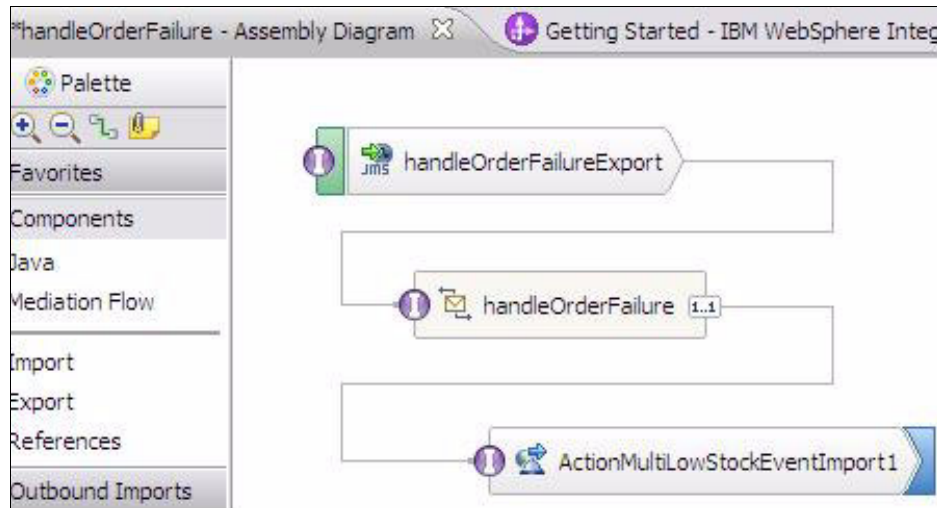 *handleOrderFailure - Assembly Diagram
Getting Started - IBM WebSphere Integ
Palette
Favorites
Components
Java
Mediation Flow
Import
Export
References
Outbound Imports
JMS
handleOrderFailureExport
handleOrderFailure
1..1
ActionMultiLowStockEventImport1